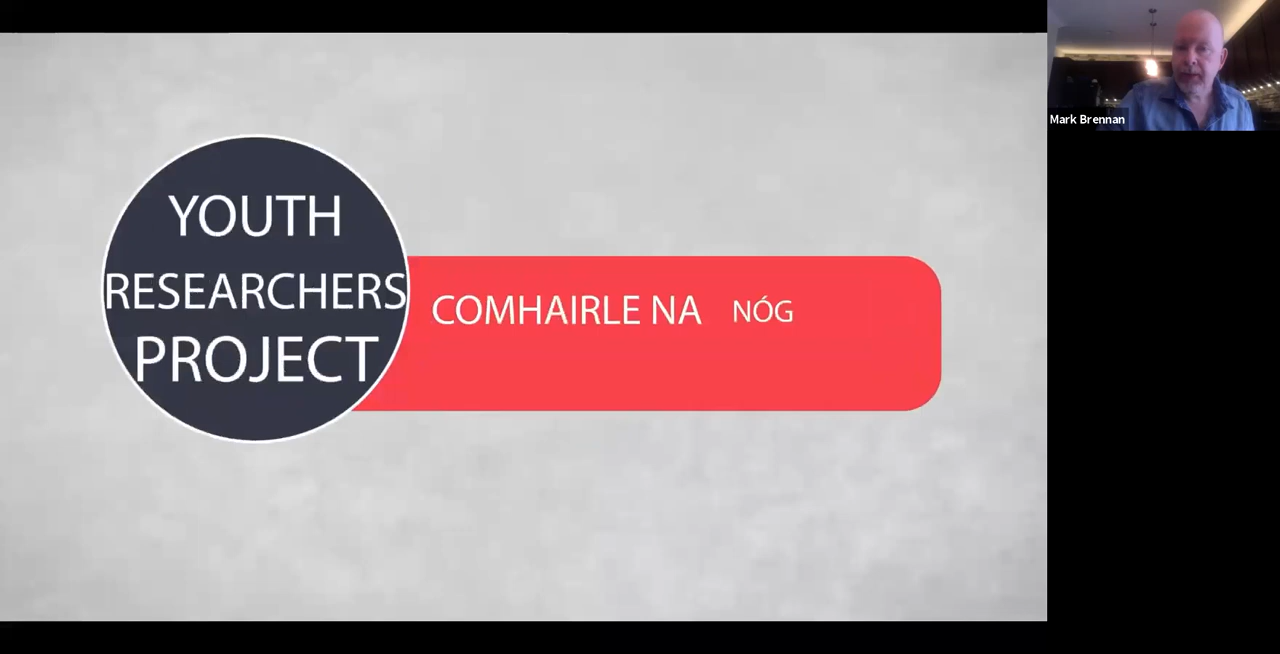 YOUTH
RESEARCHERS
PROJECT
COMHAIRLE NA NÓG
Mark Brennan